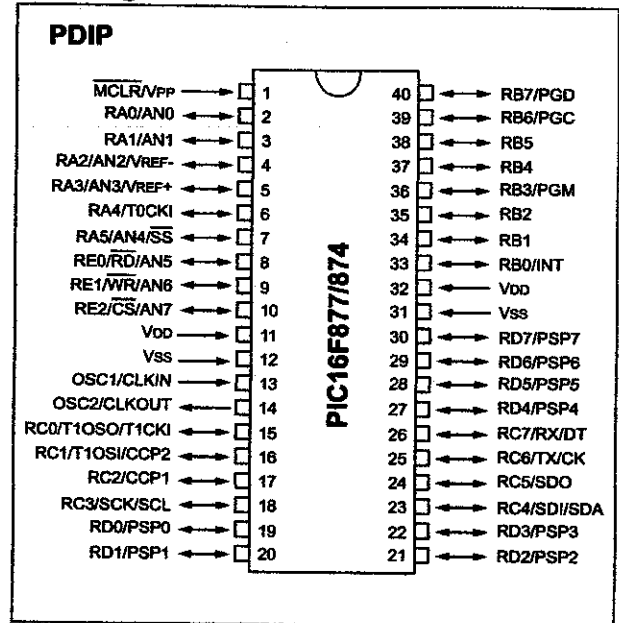 PDIP
MCLR/VPP
RA0/AN0
RA1/AN1
RA2/AN2/VREF-
RA3/AN3/VREF+
RA4/T0CKI
RA5/AN4/SS
RE0/RD/AN5
RE1/WR/AN6
RE2/CS/AN7
VDD
VSS
OSC1/CLKIN
OSC2/CLKOUT
RC0/T1OSO/T1CKI
RC1/T1OSI/CCP2
RC2/CCP1
RC3/SCK/SCL
RD0/PSP0
RD1/PSP1
1
2
3
4
5
6
7
8
9
10
11
12
13
14
15
16
17
18
19
20
PIC16F877/874
40
39
38
37
36
35
34
33
32
31
30
29
28
27
26
25
24
23
22
21
RB7/PGD
RB6/PGC
RB5
RB4
RB3/PGM
RB2
RB1
RB0/INT
VDD
VSS
RD7/PSP7
RD6/PSP6
RD5/PSP5
RD4/PSP4
RC7/RX/DT
RC6/TX/CK
RC5/SDO
RC4/SDI/SDA
RD3/PSP3
RD2/PSP2